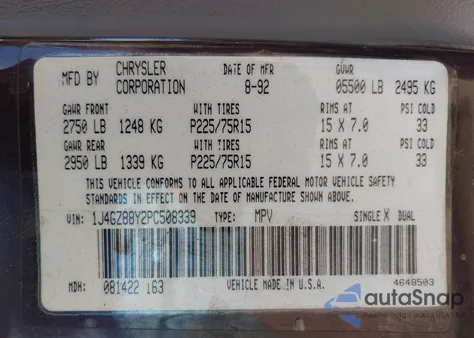 MFD BY CHRYSLER CORPORATION DATE OF MFR 8-92 GVWR 05500 LB 2495 KG
GAWR FRONT WITH TIRES RIMS AT PSI COLD
2750 LB 1248 KG P225/75R15 15 X 7.0 33
GAWR REAR WITH TIRES RIMS AT PSI COLD
2950 LB 1339 KG P225/75R15 15 X 7.0 33
THIS VEHICLE CONFORMS TO ALL APPLICABLE FEDERAL MOTOR VEHICLE SAFETY
STANDARDS IN EFFECT ON THE DATE OF MANUFACTURE SHOWN ABOVE.
VIN: 1J4GZ88Y2PC508339 TYPE: MPV SINGLE X DUAL
MDH: 081422 163 VEHICLE MADE IN U.S.A. 4648503
autoSnap